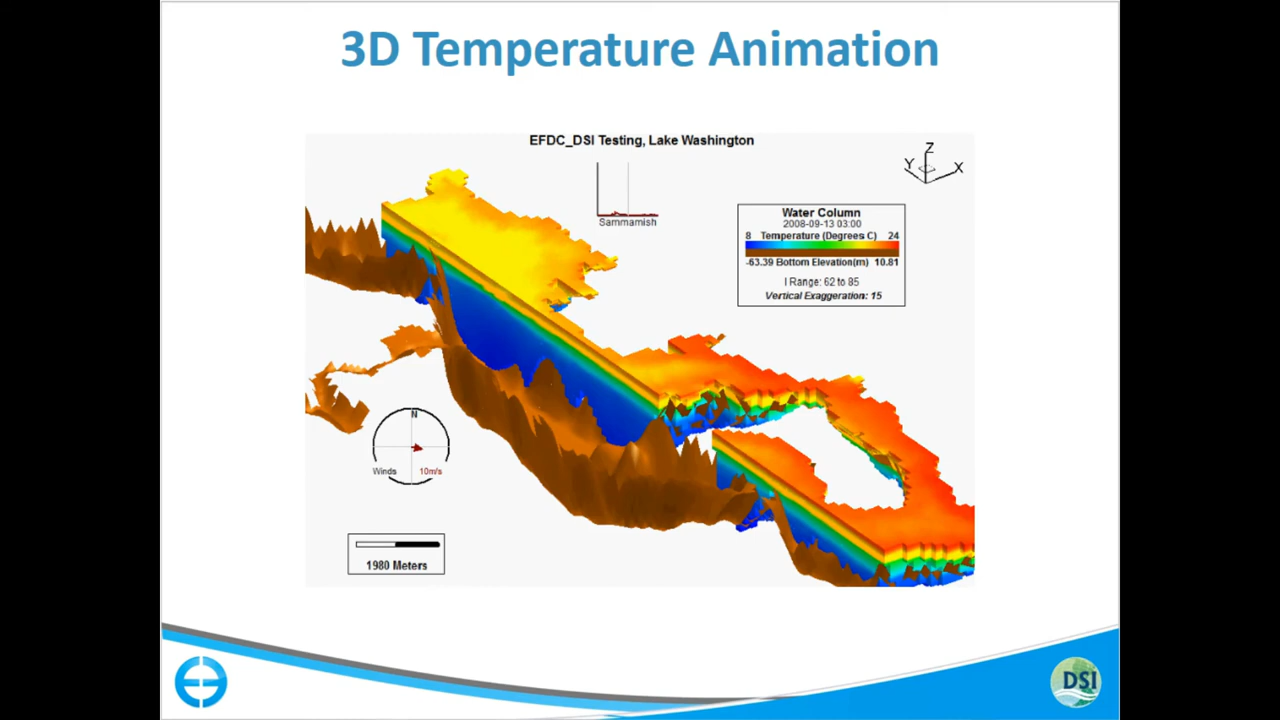 3D Temperature Animation
EFDC_DSI Testing, Lake Washington
Z
Y
X
Sammamish
Water Column
2008-09-13 03:00
8 Temperature (Degrees C) 24
-63.39 Bottom Elevation(m) 10.81
I Range: 62 to 85
Vertical Exaggeration: 15
N
Winds 10m/s
1980 Meters
DSI